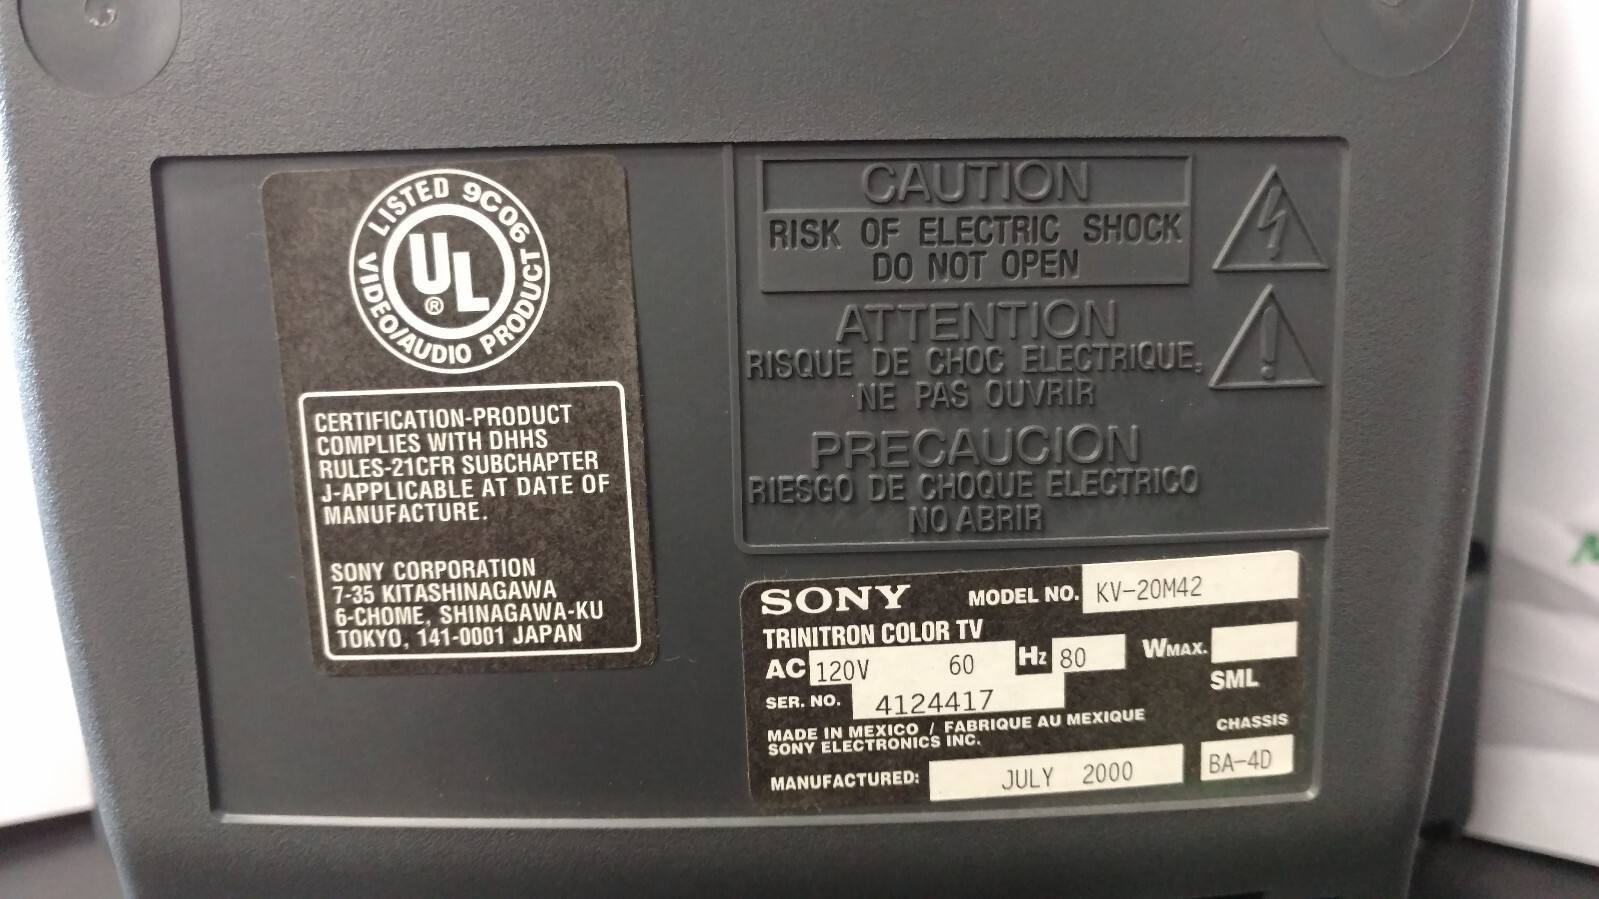 LISTED 9C06
UL
®
VIDEO/AUDIO PRODUCT
CERTIFICATION-PRODUCT
COMPLIES WITH DHHS
RULES-21CFR SUBCHAPTER
J-APPLICABLE AT DATE OF
MANUFACTURE.
SONY CORPORATION
7-35 KITASHINAGAWA
6-CHOME, SHINAGAWA-KU
TOKYO, 141-0001 JAPAN
CAUTION
RISK OF ELECTRIC SHOCK
DO NOT OPEN
ATTENTION
RISQUE DE CHOC ELECTRIQUE,
NE PAS OUVRIR
PRECAUCION
RIESGO DE CHOQUE ELECTRICO
NO ABRIR
SONY MODEL NO. KV-20M42
TRINITRON COLOR TV
AC 120V 60 Hz 80 WMAX.
SML
SER. NO. 4124417
MADE IN MEXICO / FABRIQUE AU MEXIQUE
SONY ELECTRONICS INC.
CHASSIS
MANUFACTURED: JULY 2000 BA-4D